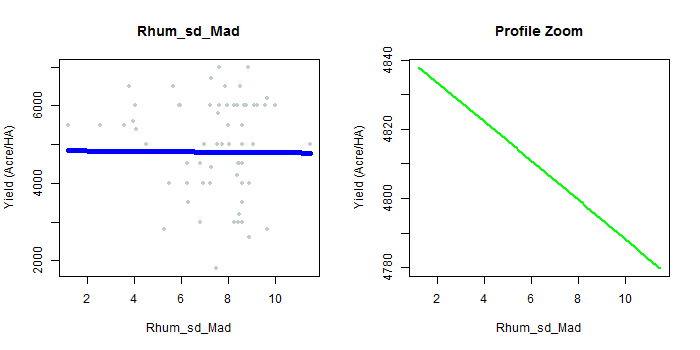 Rhum_sd_Mad
Yield (Acre/HA)
6000
4000
2000
2 4 6 8 10
Rhum_sd_Mad
Profile Zoom
Yield (Acre/HA)
4840
4820
4800
4780
2 4 6 8 10
Rhum_sd_Mad